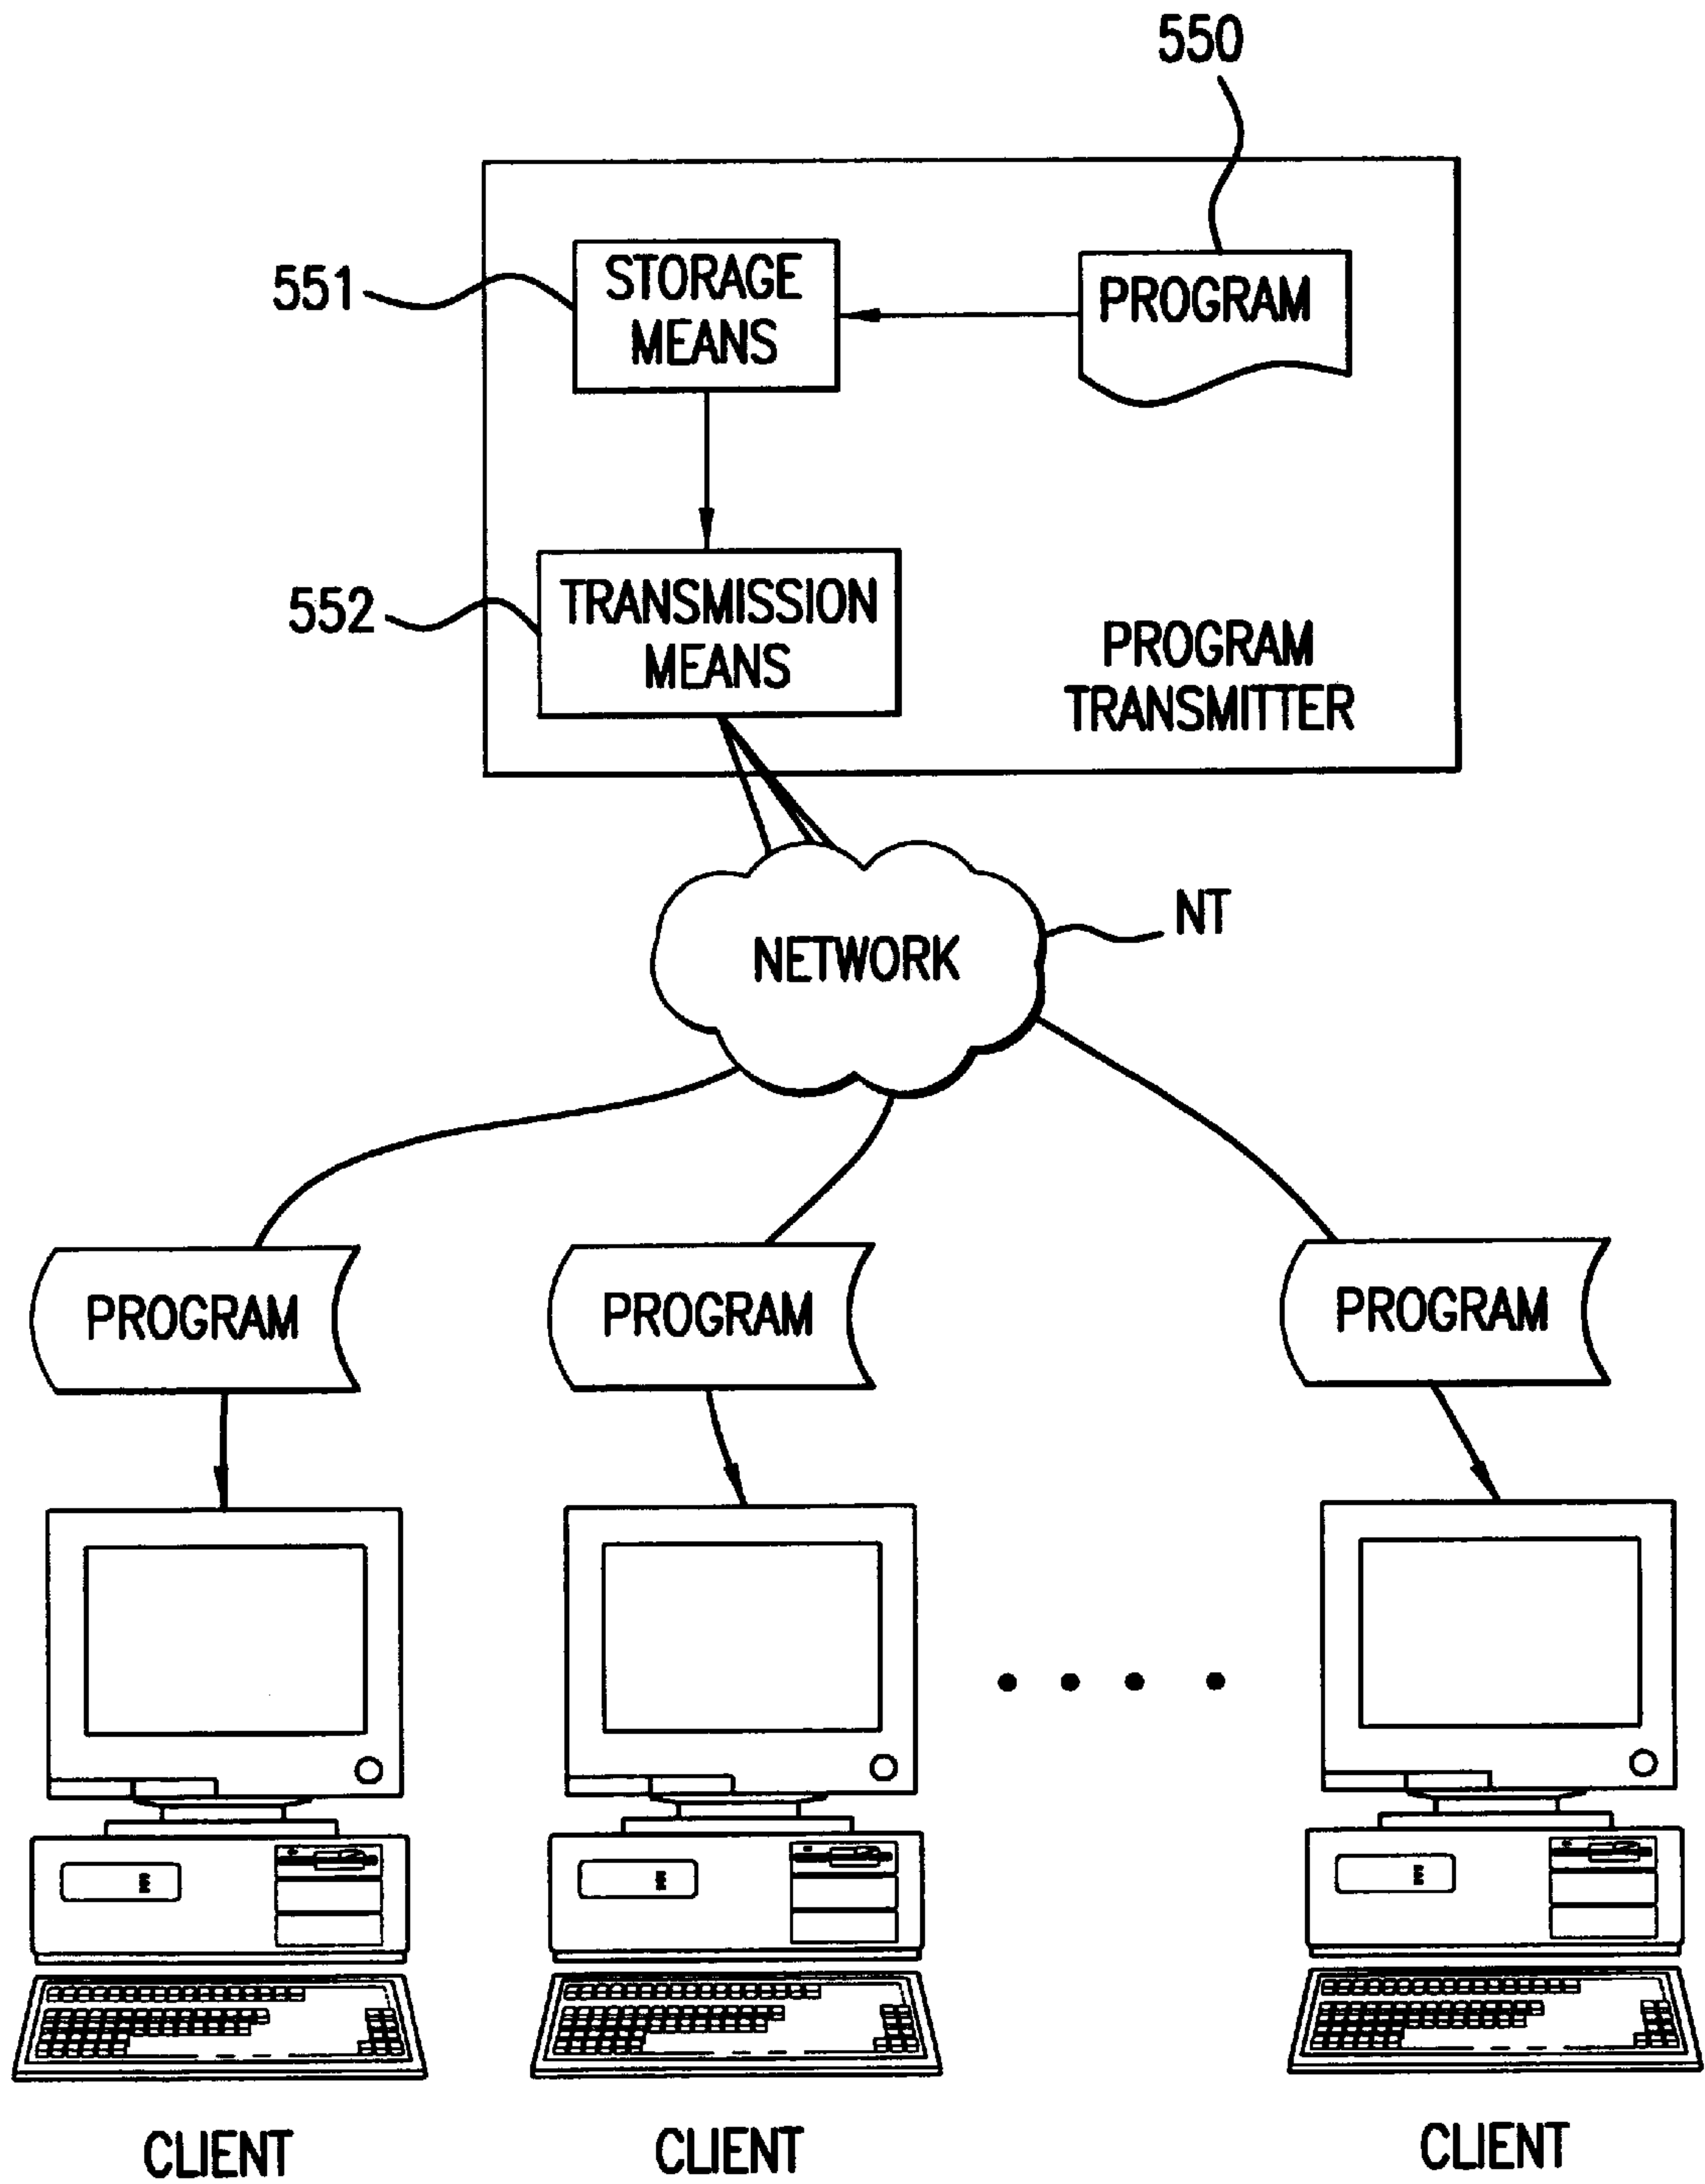 550
551
STORAGE
MEANS
PROGRAM
552
TRANSMISSION
MEANS
PROGRAM
TRANSMITTER
NETWORK
NT
PROGRAM
PROGRAM
PROGRAM
CLIENT
CLIENT
CLIENT